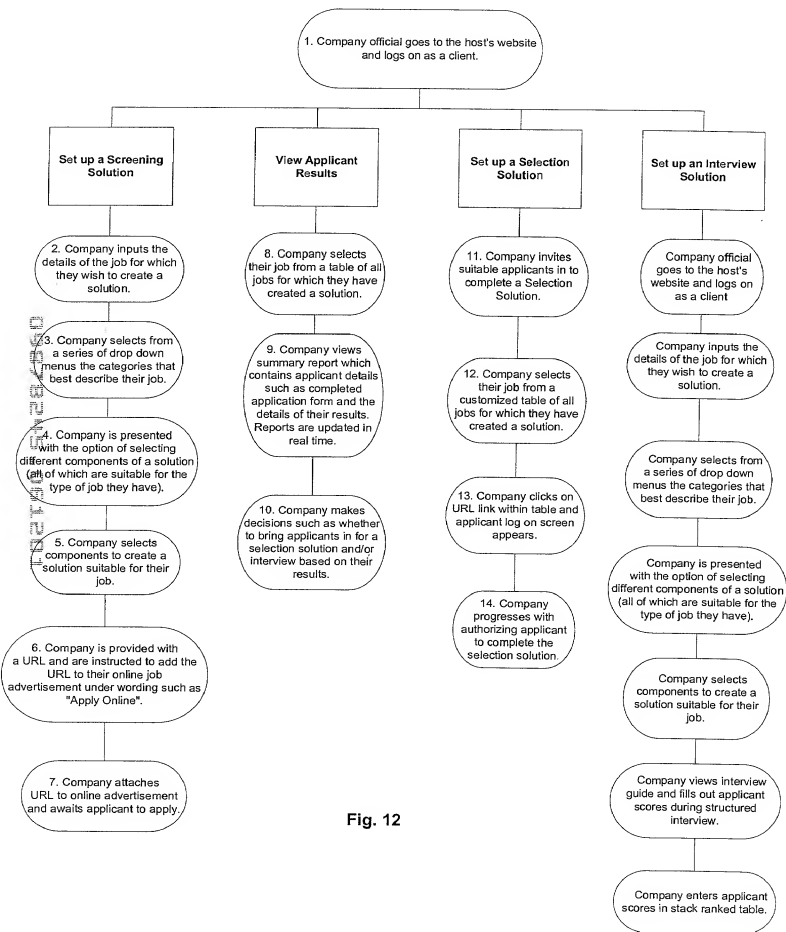 1. Company official goes to the host's website
and logs on as a client.
Set up a Screening
Solution
2. Company inputs the
details of the job for which
they wish to create a
solution.
3. Company selects from
a series of drop down
menus the categories that
best describe their job.
4. Company is presented
with the option of selecting
different components of a solution
(all of which are suitable for the
type of job they have).
5. Company selects
components to create a
solution suitable for their
job.
6. Company is provided with
a URL and are instructed to add the
URL to their online job
advertisement under wording such as
"Apply Online".
7. Company attaches
URL to online advertisement
and awaits applicant to apply.
View Applicant
Results
8. Company selects
their job from a table of all
jobs for which they have
created a solution.
9. Company views
summary report which
contains applicant details
such as completed
application form and the
details of their results.
Reports are updated in
real time.
10. Company makes
decisions such as whether
to bring applicants in for a
selection solution and/or
interview based on their
results.
Set up a Selection
Solution
11. Company invites
suitable applicants in to
complete a Selection
Solution.
12. Company selects
their job from a
customized table of all
jobs for which they have
created a solution.
13. Company clicks on
URL link within table and
applicant log on screen
appears.
14. Company
progresses with
authorizing applicant
to complete the
selection solution.
Set up an Interview
Solution
Company official
goes to the host's
website and logs on
as a client
Company inputs the
details of the job for which
they wish to create a
solution.
Company selects from
a series of drop down
menus the categories that
best describe their job.
Company is presented
with the option of selecting
different components of a solution
(all of which are suitable for the
type of job they have).
Company selects
components to create a
solution suitable for their
job.
Company views interview
guide and fills out applicant
scores during structured
interview.
Company enters applicant
scores in stack ranked table.
Fig. 12